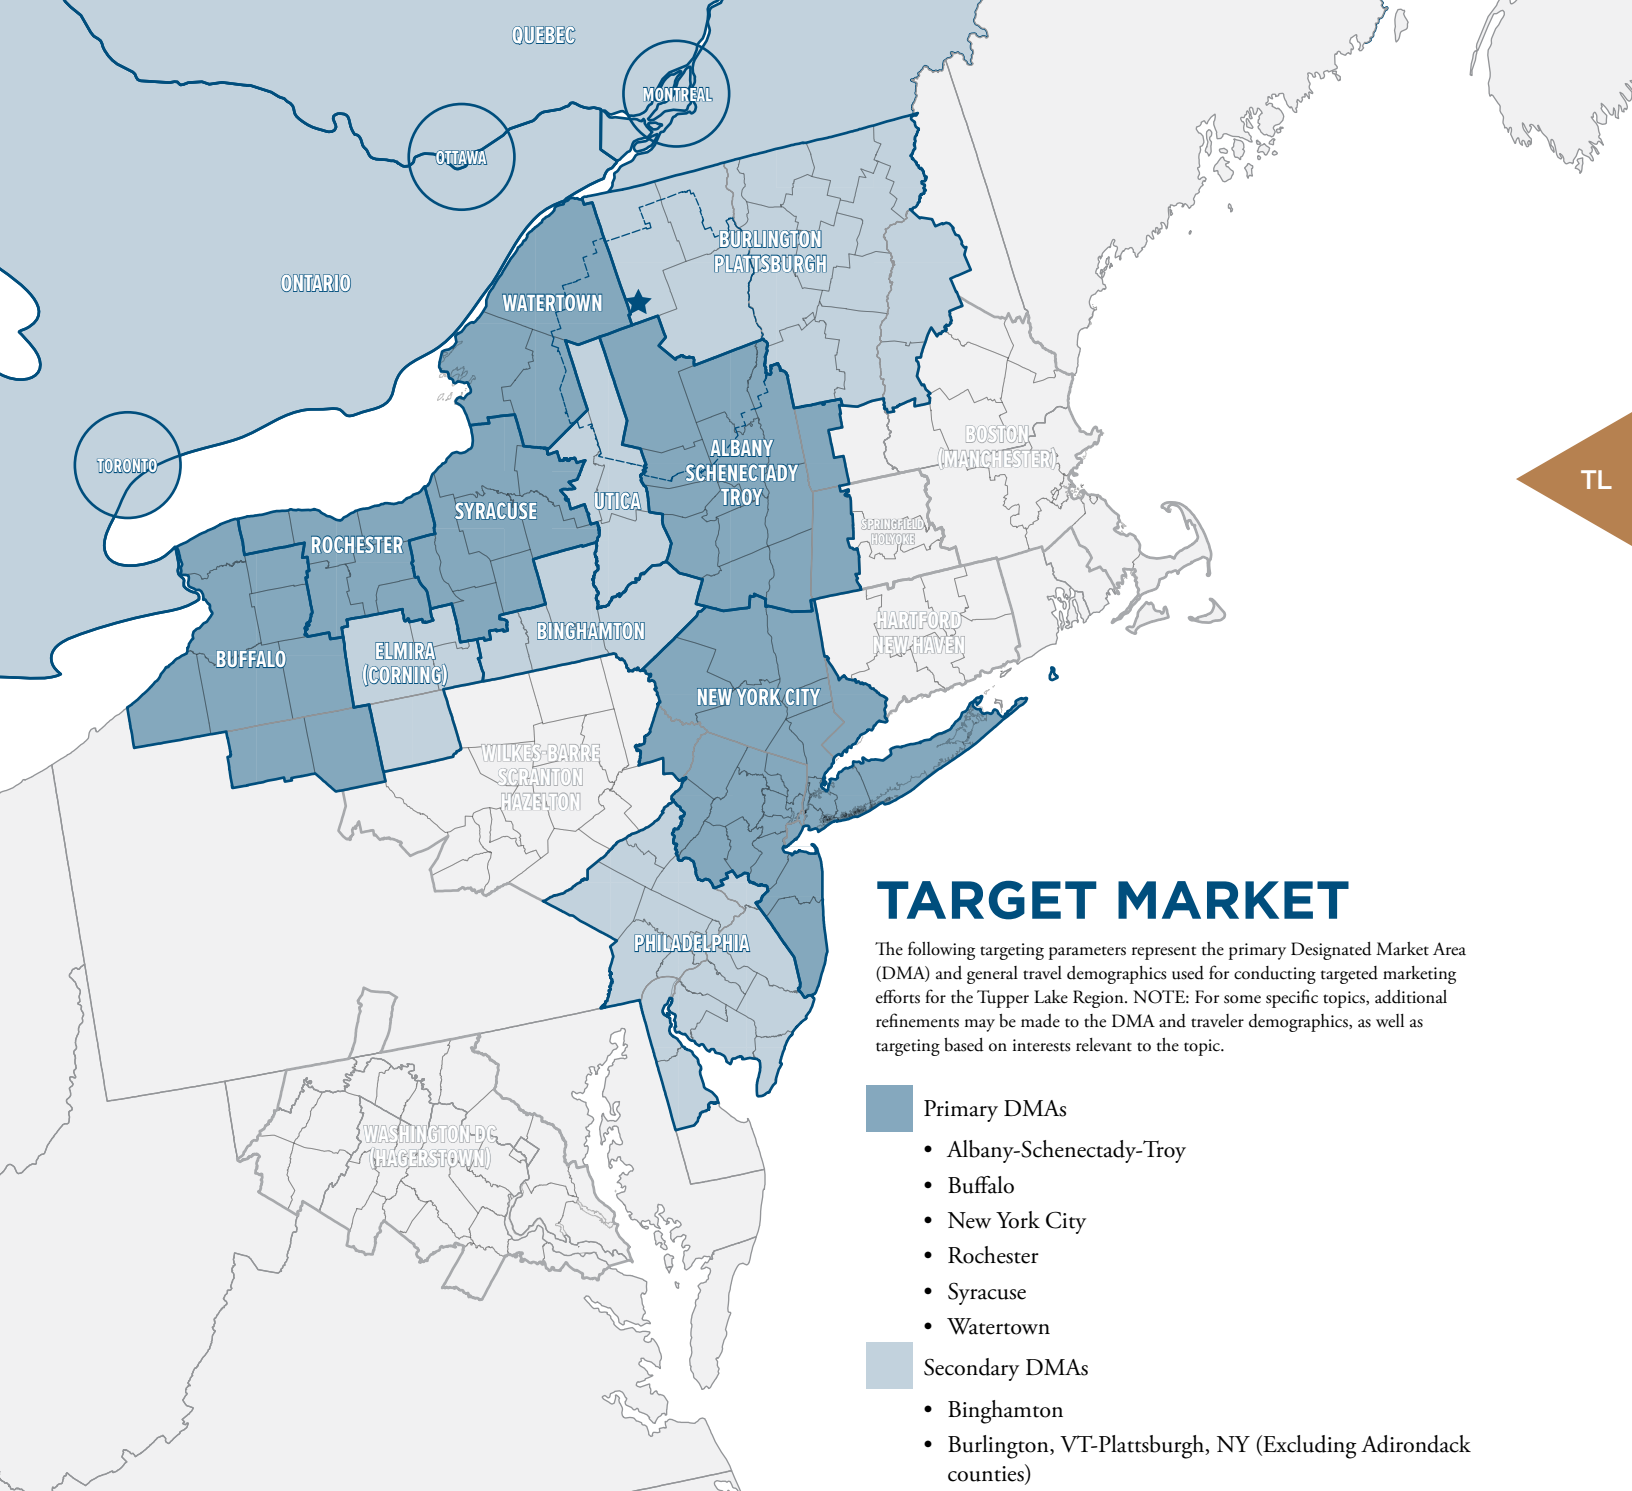 QUEBEC
MONTREAL
OTTAWA
BURLINGTON
PLATTSBURGH
ONTARIO
WATERTOWN
TORONTO
ALBANY
SCHENECTADY
TROY
BOSTON
(MANCHESTER)
TL
UTICA
SYRACUSE
SPRINGFIELD
HOLYOKE
ROCHESTER
HARTFORD
NEW HAVEN
BINGHAMTON
BUFFALO
ELMIRA
(CORNING)
NEW YORK CITY
WILKES-BARRE
SCRANTON
HAZELTON
PHILADELPHIA
WASHINGTON DC
(HAGERSTOWN)
TARGET MARKET
The following targeting parameters represent the primary Designated Market Area
(DMA) and general travel demographics used for conducting targeted marketing
efforts for the Tupper Lake Region. NOTE: For some specific topics, additional
refinements may be made to the DMA and traveler demographics, as well as
targeting based on interests relevant to the topic.
Primary DMAs
• Albany-Schenectady-Troy
• Buffalo
• New York City
• Rochester
• Syracuse
• Watertown
Secondary DMAs
• Binghamton
• Burlington, VT-Plattsburgh, NY (Excluding Adirondack
counties)